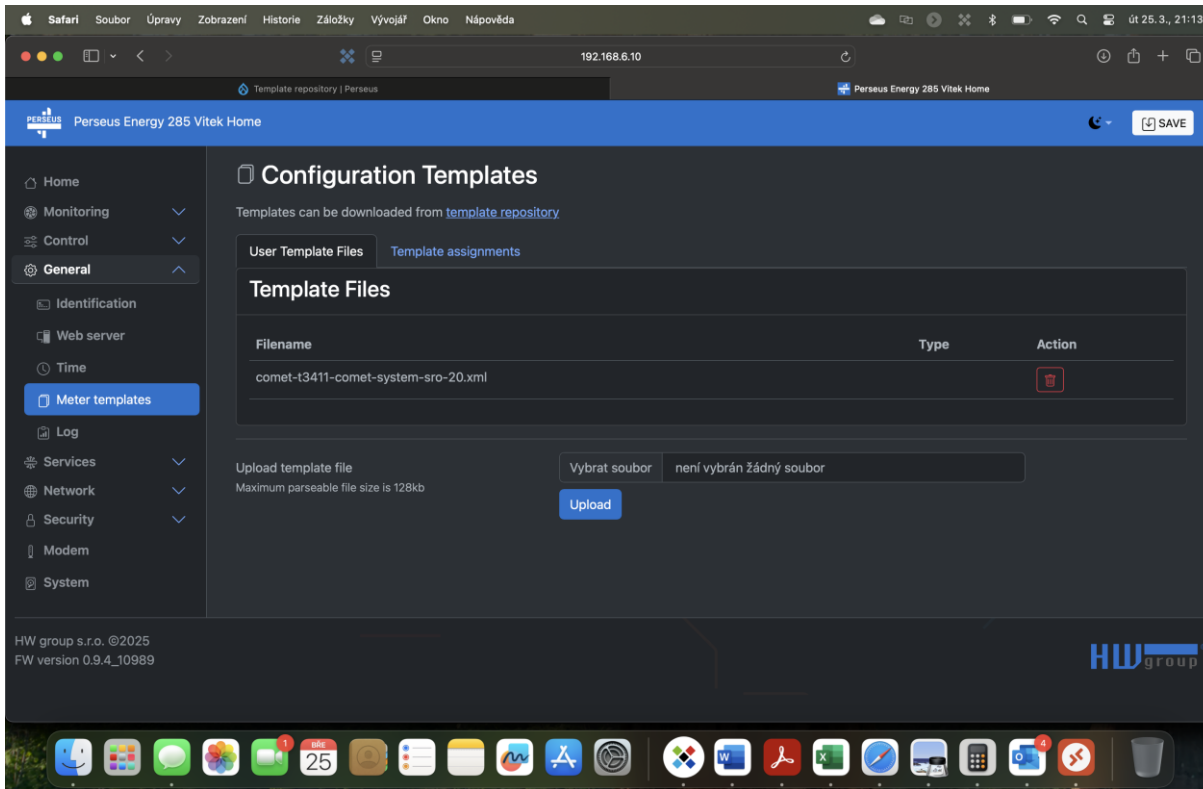 Safari Soubor Úpravy Zobrazení Historie Záložky Vývojář Okno Nápověda út 25.3., 21:13
192.168.6.10
Template repository | Perseus Perseus Energy 285 Vitek Home
PERSEUS Perseus Energy 285 Vitek Home SAVE
Home
Monitoring
Control
General
Identification
Web server
Time
Meter templates
Log
Services
Network
Security
Modem
System
Configuration Templates
Templates can be downloaded from template repository
User Template Files Template assignments
Template Files
Filename Type Action
comet-t3411-comet-system-sro-20.xml
Upload template file Vybrat soubor není vybrán žádný soubor
Maximum parseable file size is 128kb
Upload
HW group s.r.o. ©2025
FW version 0.9.4_10989
HW group
1 BŘE 4
25